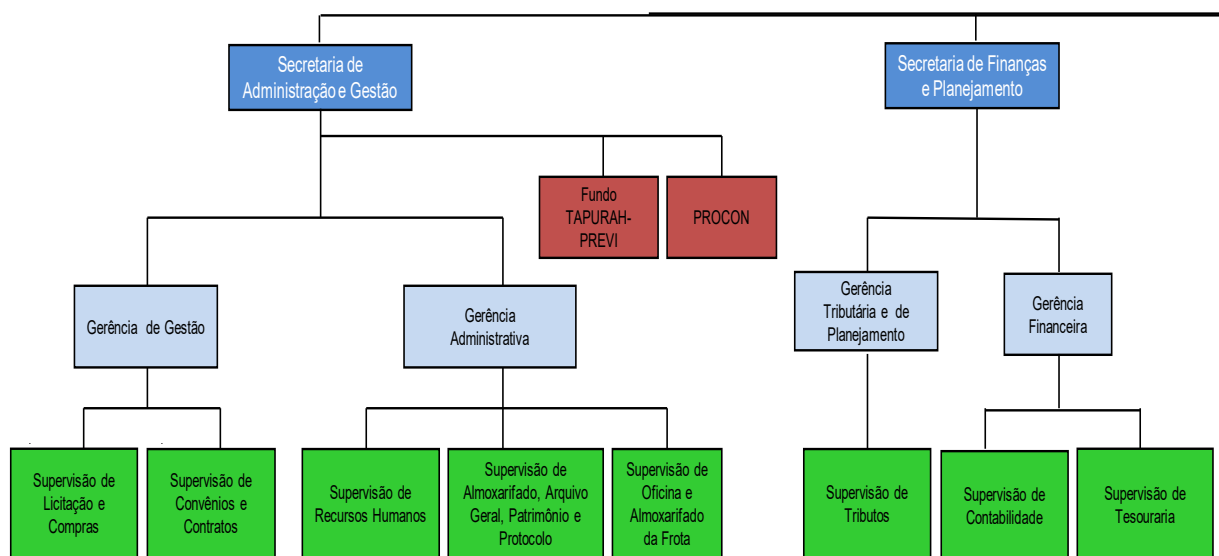 Secretaria de
Administração e Gestão
Secretaria de Finanças
e Planejamento
Fundo
TAPURAH-
PREVI
PROCON
Gerência de Gestão
Gerência
Administrativa
Gerência
Tributária e de
Planejamento
Gerência
Financeira
Supervisão de
Licitação e
Compras
Supervisão de
Convênios e
Contratos
Supervisão de
Recursos Humanos
Supervisão de
Almoxarifado, Arquivo
Geral, Patrimônio e
Protocolo
Supervisão de
Oficina e
Almoxarifado
da Frota
Supervisão de
Tributos
Supervisão de
Contabilidade
Supervisão de
Tesouraria